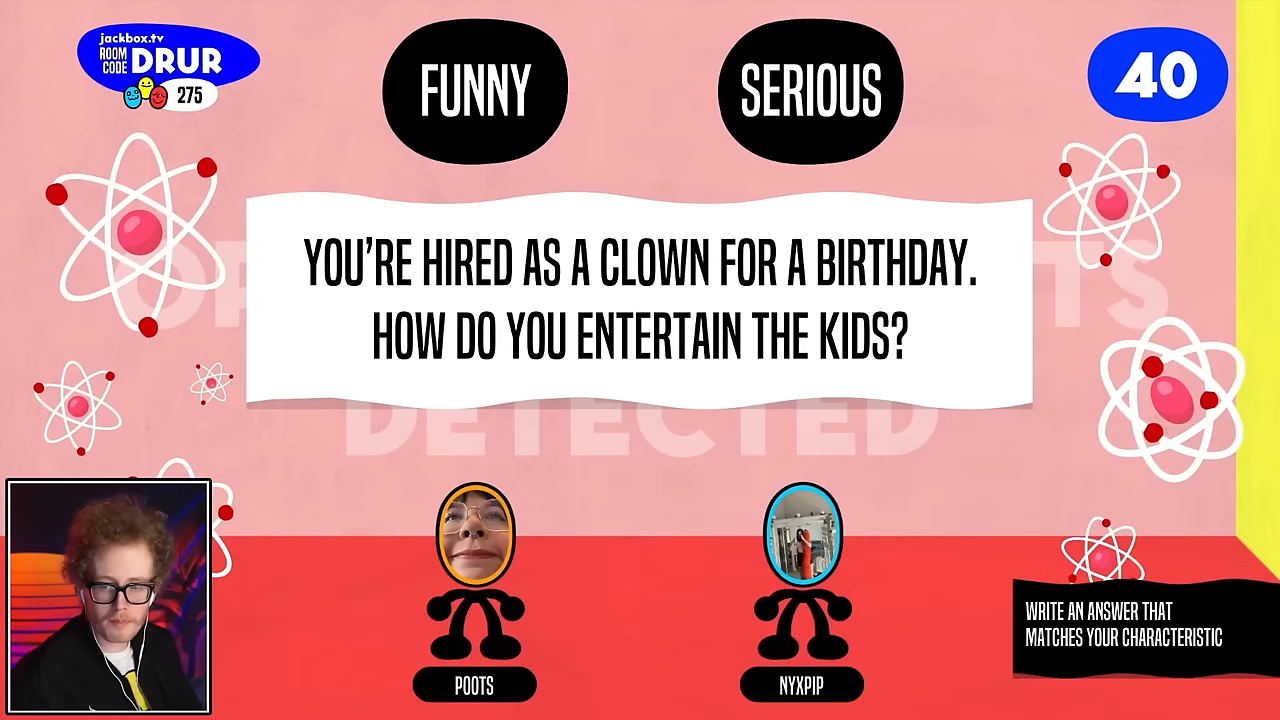 jackbox.tv
ROOM CODE DRUR
275
FUNNY
SERIOUS
40
YOU'RE HIRED AS A CLOWN FOR A BIRTHDAY.
HOW DO YOU ENTERTAIN THE KIDS?
DETECTED
POOTS
NYXPIP
WRITE AN ANSWER THAT
MATCHES YOUR CHARACTERISTIC